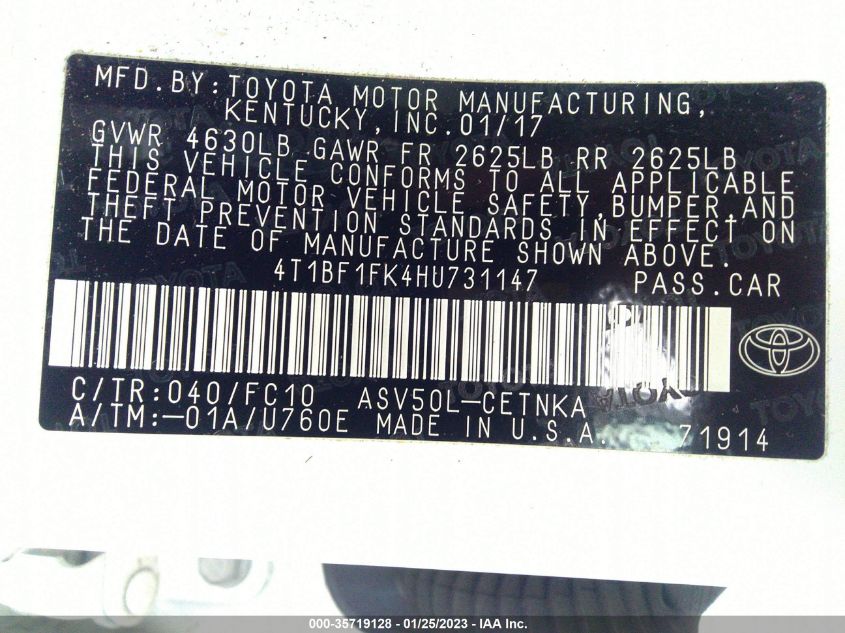 MFD. BY: TOYOTA MOTOR MANUFACTURING,
KENTUCKY, INC. 01/17
GVWR 4630LB GAWR FR 2625LB RR 2625LB
THIS VEHICLE CONFORMS TO ALL APPLICABLE
FEDERAL MOTOR VEHICLE SAFETY, BUMPER, AND
THEFT PREVENTION STANDARDS IN EFFECT ON
THE DATE OF MANUFACTURE SHOWN ABOVE.
4T1BF1FK4HU731147 PASS. CAR
C/TR: 040/FC10 ASV50L-CETNKA
A/TM: -01A/U760E MADE IN U.S.A. 71914
000-35719128 - 01/25/2023 - IAA Inc.